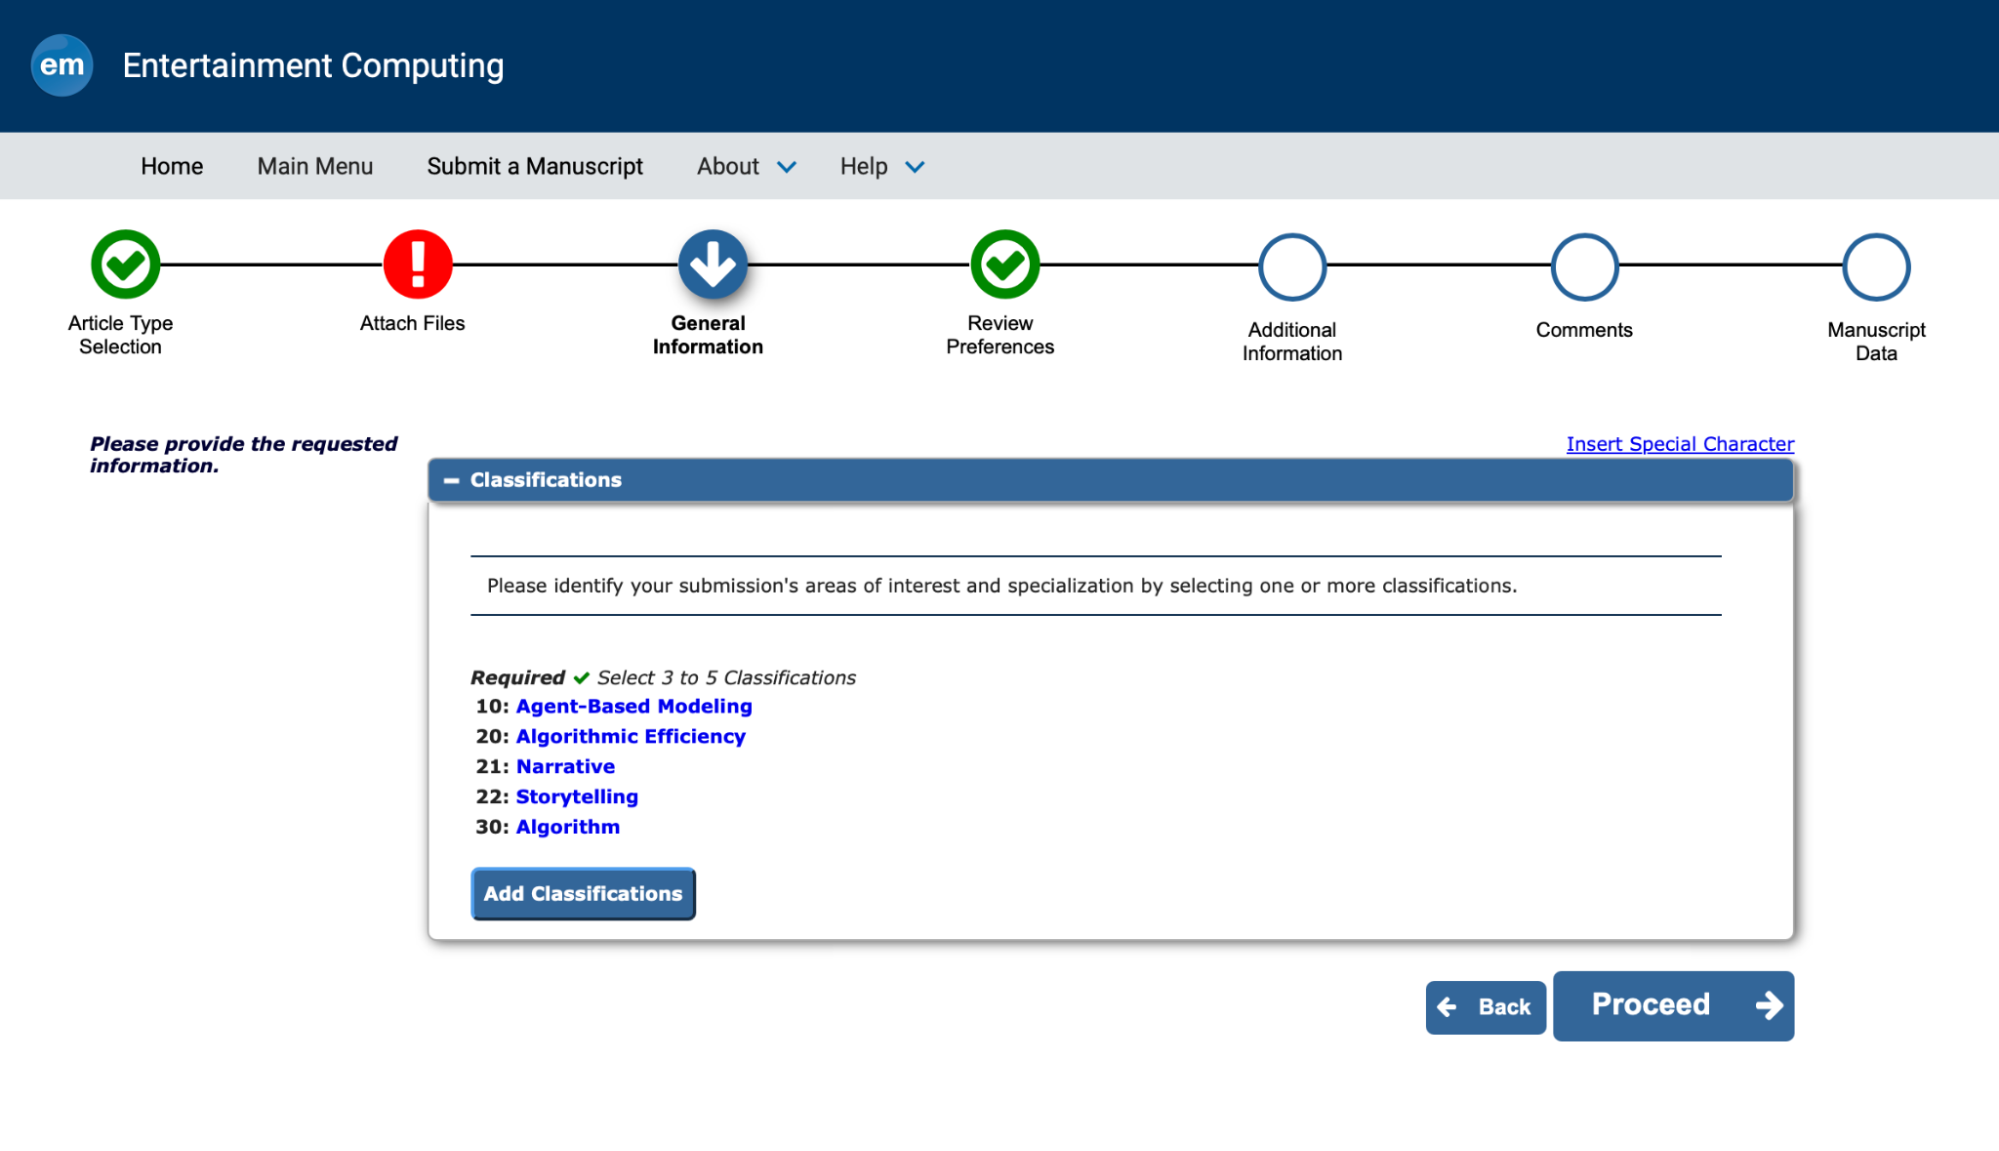 em
Entertainment Computing
Home Main Menu Submit a Manuscript About Help
Article Type
Selection
Attach Files
General
Information
Review
Preferences
Additional
Information
Comments
Manuscript
Data
Please provide the requested
information.
Insert Special Character
Classifications
Please identify your submission's areas of interest and specialization by selecting one or more classifications.
Required ✔ Select 3 to 5 Classifications
10: Agent-Based Modeling
20: Algorithmic Efficiency
21: Narrative
22: Storytelling
30: Algorithm
Add Classifications
Back
Proceed